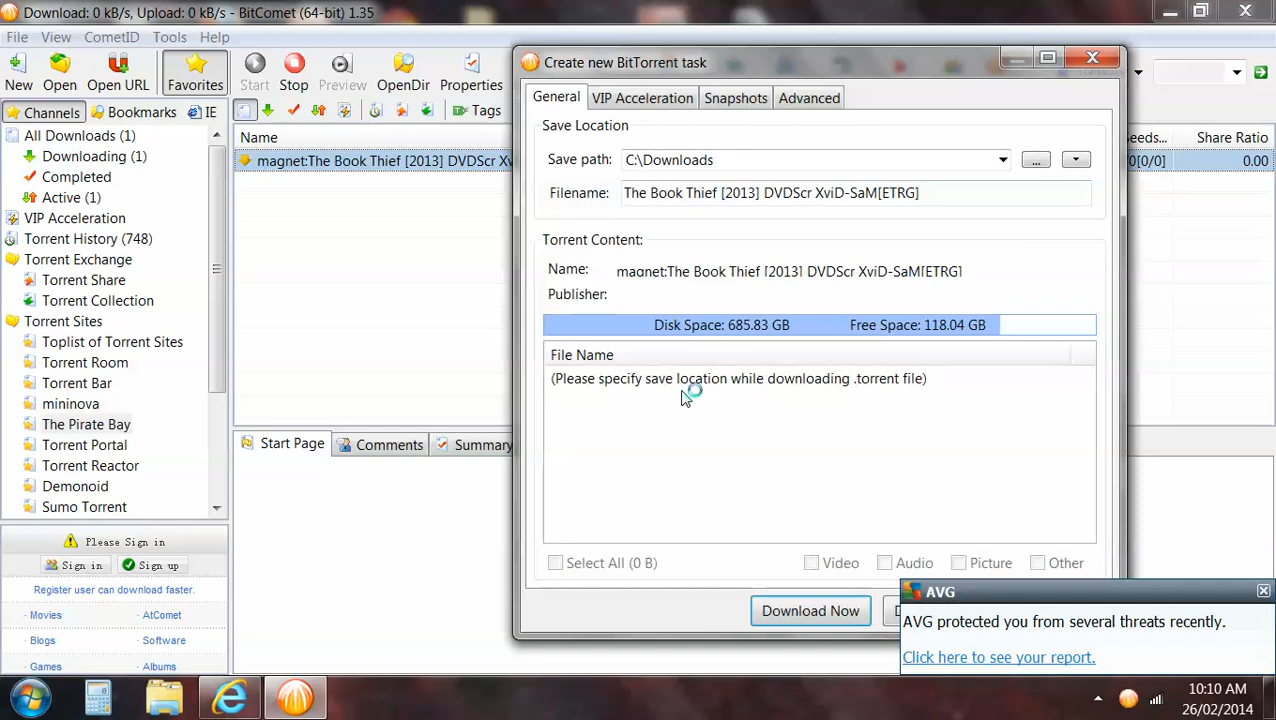 Download: 0 kB/s, Upload: 0 kB/s - BitComet (64-bit) 1.35
File View CometID Tools Help
New Open Open URL Favorites Start Stop Preview OpenDir Properties
Channels Bookmarks IE Tags
All Downloads (1)
Downloading (1)
Completed
Active (1)
VIP Acceleration
Torrent History (748)
Torrent Exchange
Torrent Share
Torrent Collection
Torrent Sites
Toplist of Torrent Sites
Torrent Room
Torrent Bar
mininova
The Pirate Bay
Torrent Portal
Torrent Reactor
Demonoid
Sumo Torrent
Please Sign in
Sign in Sign up
Register user can download faster.
Movies · AtComet
Blogs · Software
Games · Albums
Name Seeds... Share Ratio
magnet:The Book Thief [2013] DVDScr Xv 0[0/0] 0.00
Start Page Comments Summary
Create new BitTorrent task
General VIP Acceleration Snapshots Advanced
Save Location
Save path: C:\Downloads ...
Filename: The Book Thief [2013] DVDScr XviD-SaM[ETRG]
Torrent Content:
Name: magnet:The Book Thief [2013] DVDScr XviD-SaM[ETRG]
Publisher:
Disk Space: 685.83 GB Free Space: 118.04 GB
File Name
(Please specify save location while downloading .torrent file)
Select All (0 B) Video Audio Picture Other
Download Now
AVG
AVG protected you from several threats recently.
Click here to see your report.
10:10 AM
26/02/2014